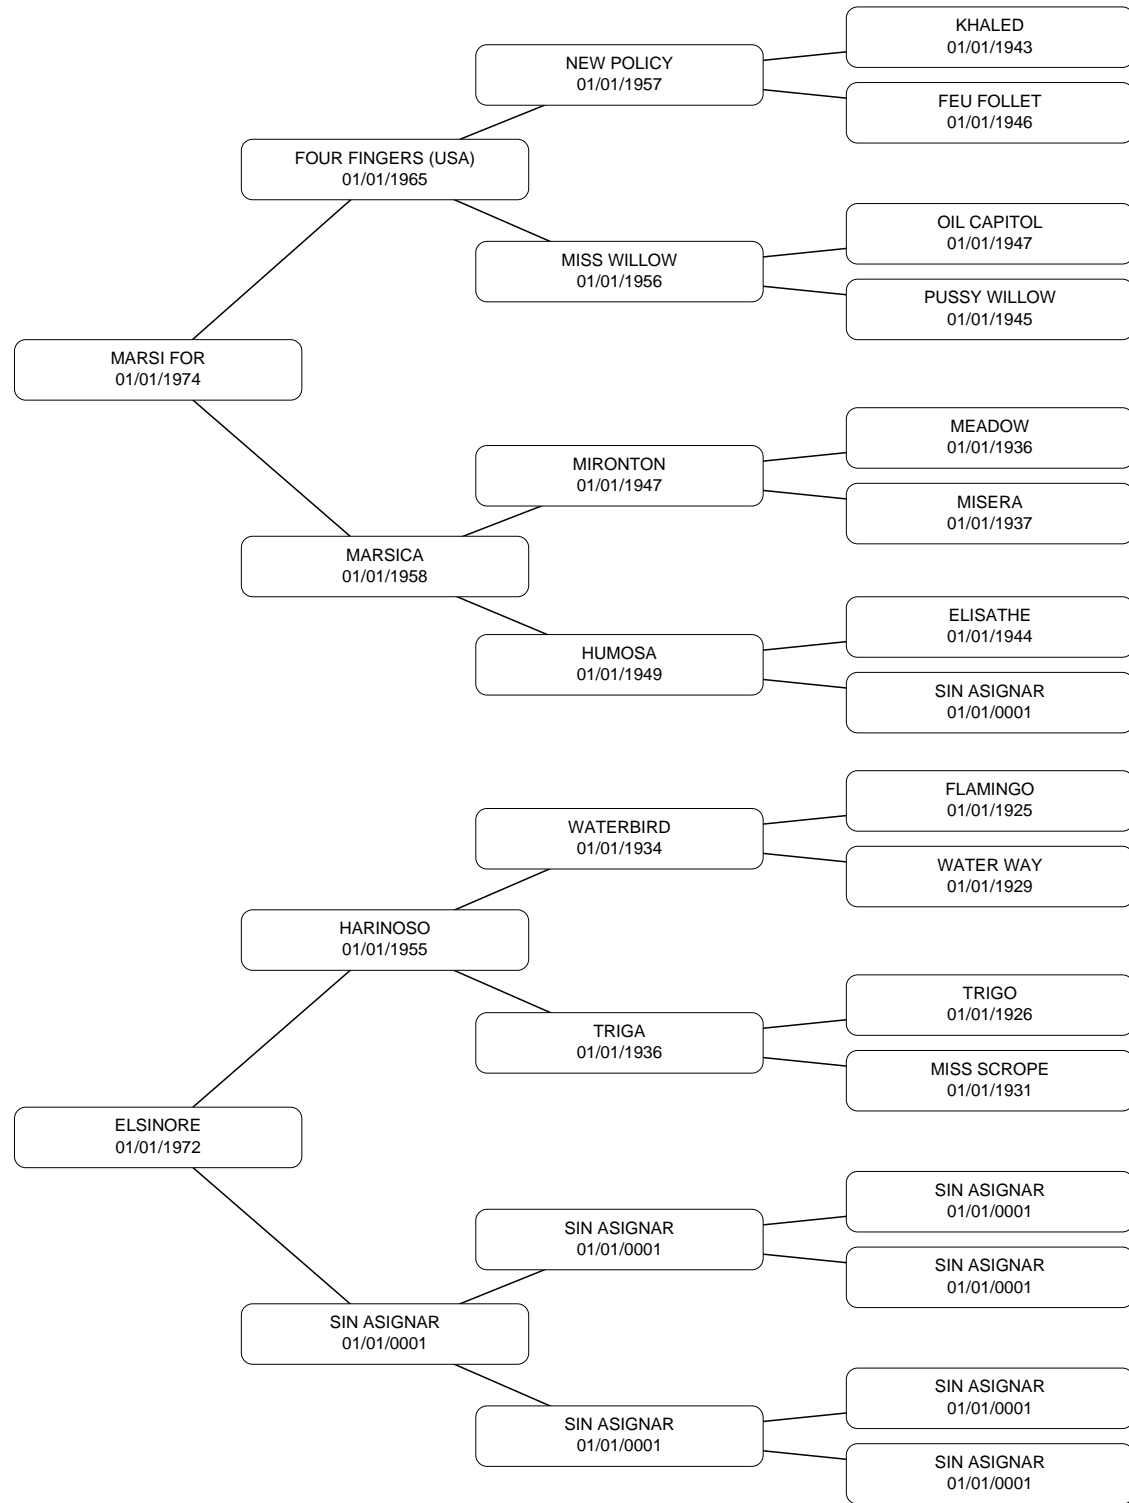 KHALED
01/01/1943
NEW POLICY
01/01/1957
FEU FOLLET
01/01/1946
FOUR FINGERS (USA)
01/01/1965
OIL CAPITOL
01/01/1947
MISS WILLOW
01/01/1956
PUSSY WILLOW
01/01/1945
MARSI FOR
01/01/1974
MEADOW
01/01/1936
MIRONTON
01/01/1947
MISERA
01/01/1937
MARSICA
01/01/1958
ELISATHE
01/01/1944
HUMOSA
01/01/1949
SIN ASIGNAR
01/01/0001
FLAMINGO
01/01/1925
WATERBIRD
01/01/1934
WATER WAY
01/01/1929
HARINOSO
01/01/1955
TRIGO
01/01/1926
TRIGA
01/01/1936
MISS SCROPE
01/01/1931
ELSINORE
01/01/1972
SIN ASIGNAR
01/01/0001
SIN ASIGNAR
01/01/0001
SIN ASIGNAR
01/01/0001
SIN ASIGNAR
01/01/0001
SIN ASIGNAR
01/01/0001
SIN ASIGNAR
01/01/0001
SIN ASIGNAR
01/01/0001